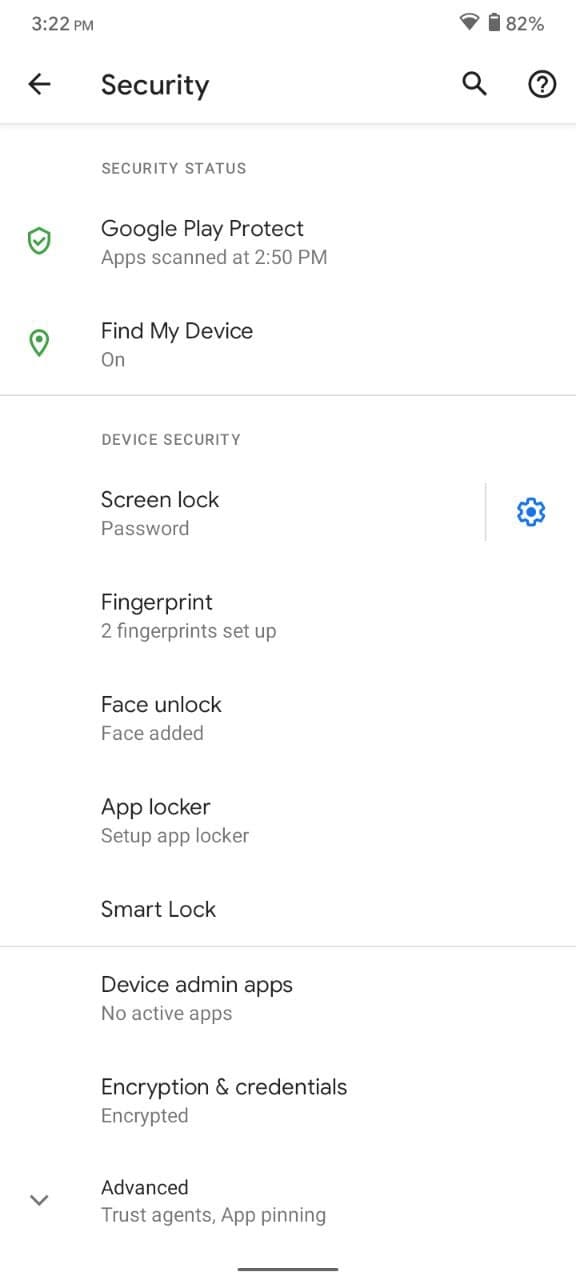 3:22 PM 82%
Security
SECURITY STATUS
Google Play Protect
Apps scanned at 2:50 PM
Find My Device
On
DEVICE SECURITY
Screen lock
Password
Fingerprint
2 fingerprints set up
Face unlock
Face added
App locker
Setup app locker
Smart Lock
Device admin apps
No active apps
Encryption & credentials
Encrypted
Advanced
Trust agents, App pinning